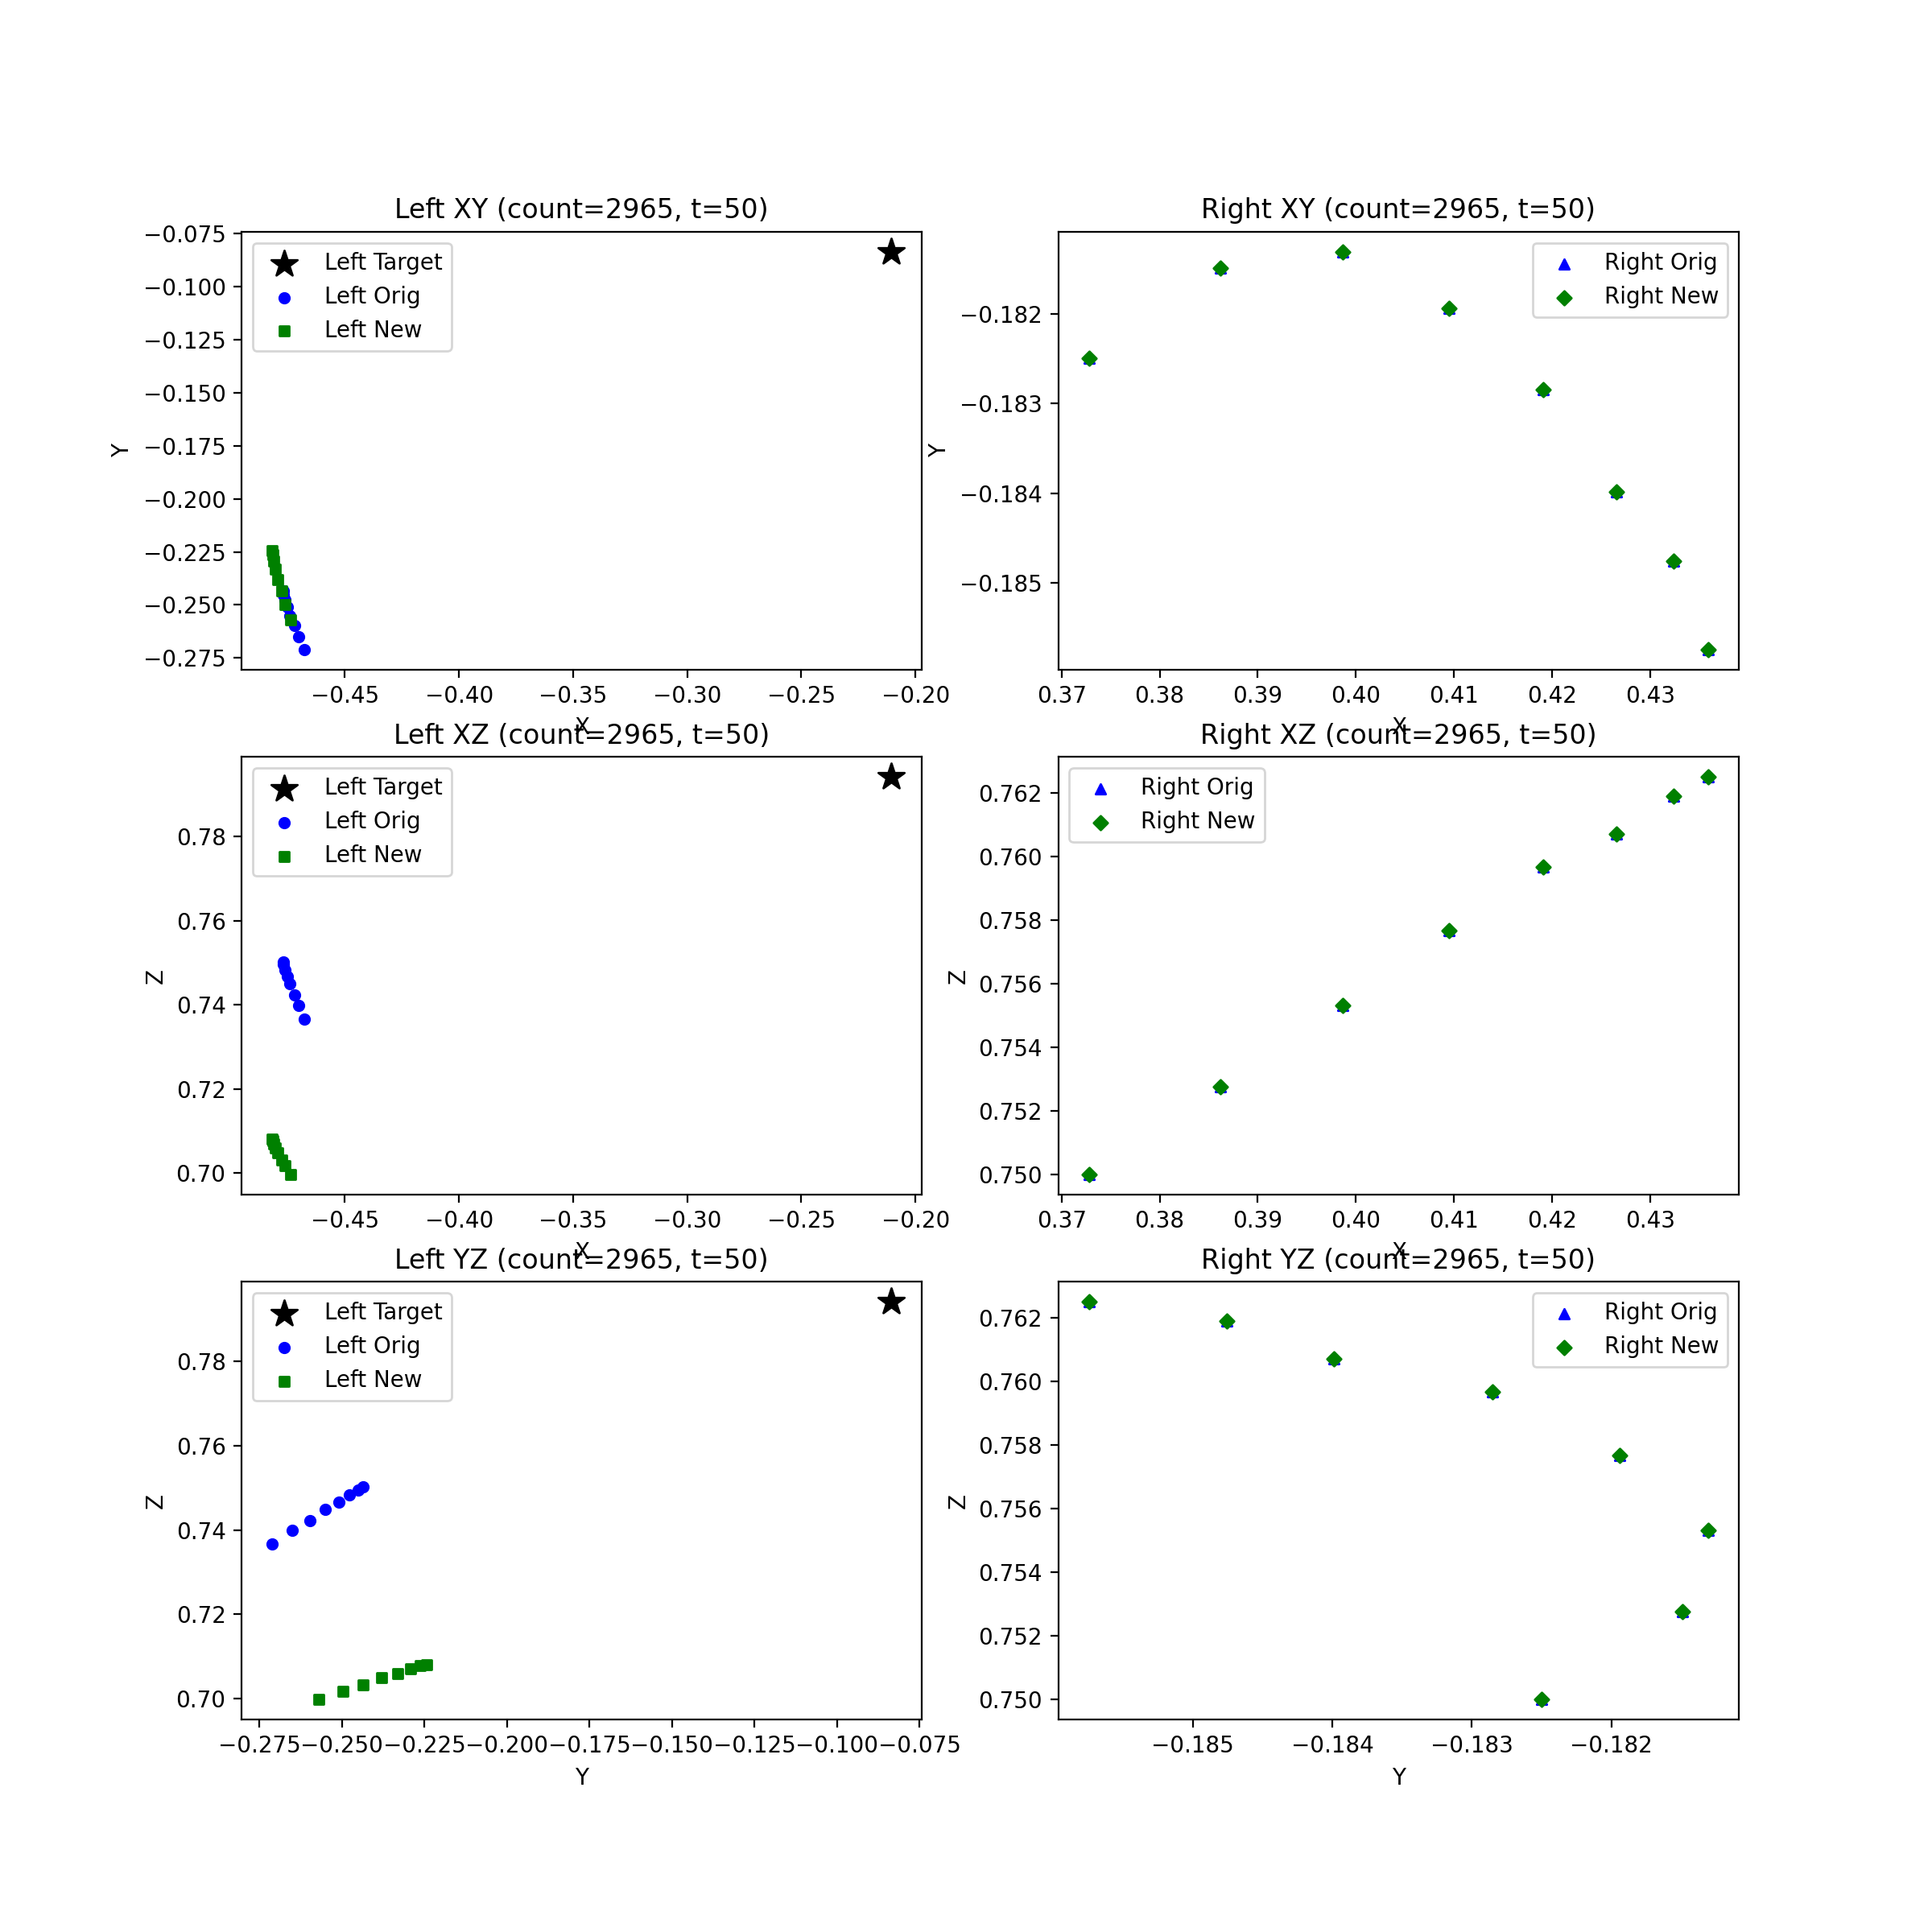 Left XY (count=2965, t=50)
Right XY (count=2965, t=50)
Left Target
Left Orig
Left New
Right Orig
Right New
−0.075
−0.100
−0.125
−0.150
−0.175
−0.200
−0.225
−0.250
−0.275
Y
−0.45
−0.40
−0.35
−0.30
−0.25
−0.20
X
−0.182
−0.183
−0.184
−0.185
Y
0.37
0.38
0.39
0.40
0.41
0.42
0.43
X
Left XZ (count=2965, t=50)
Right XZ (count=2965, t=50)
Left Target
Left Orig
Left New
Right Orig
Right New
0.78
0.76
0.74
0.72
0.70
Z
−0.45
−0.40
−0.35
−0.30
−0.25
−0.20
X
0.762
0.760
0.758
0.756
0.754
0.752
0.750
Z
0.37
0.38
0.39
0.40
0.41
0.42
0.43
X
Left YZ (count=2965, t=50)
Right YZ (count=2965, t=50)
Left Target
Left Orig
Left New
Right Orig
Right New
0.78
0.76
0.74
0.72
0.70
Z
−0.275
−0.250
−0.225
−0.200
−0.175
−0.150
−0.125
−0.100
−0.075
Y
0.762
0.760
0.758
0.756
0.754
0.752
0.750
Z
−0.185
−0.184
−0.183
−0.182
Y